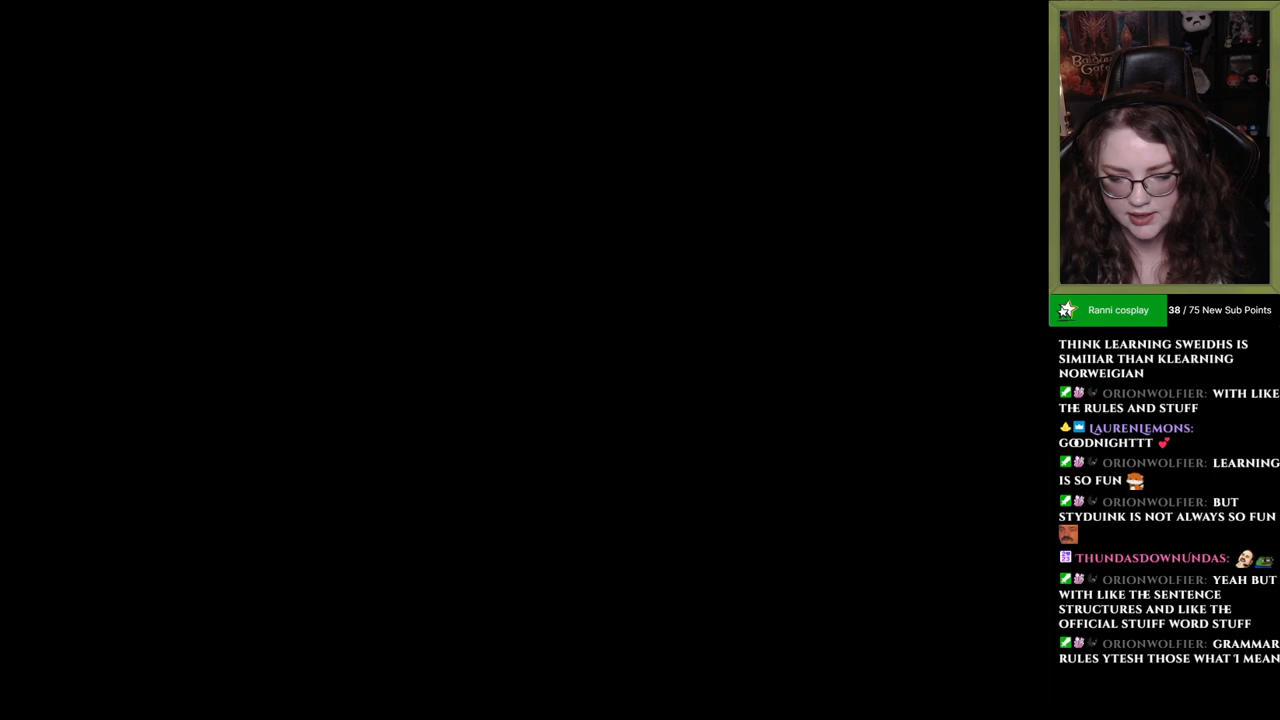 Baldur's
Gate
Ranni cosplay 38 / 75 New Sub Points
THINK LEARNING SWEIDHS IS
SIMIIIAR THAN KLEARNING
NORWEIGIAN
ORIONWOLFIER: WITH LIKE
THE RULES AND STUFF
LAURENLEMONS:
GOODNIGHTTT 💕
ORIONWOLFIER: LEARNING
IS SO FUN
ORIONWOLFIER: BUT
STYDUINK IS NOT ALWAYS SO FUN
THUNDASDOWNUNDAS:
ORIONWOLFIER: YEAH BUT
WITH LIKE THE SENTENCE
STRUCTURES AND LIKE THE
OFFICIAL STUIFF WORD STUFF
ORIONWOLFIER: GRAMMAR
RULES YTESH THOSE WHAT I MEAN